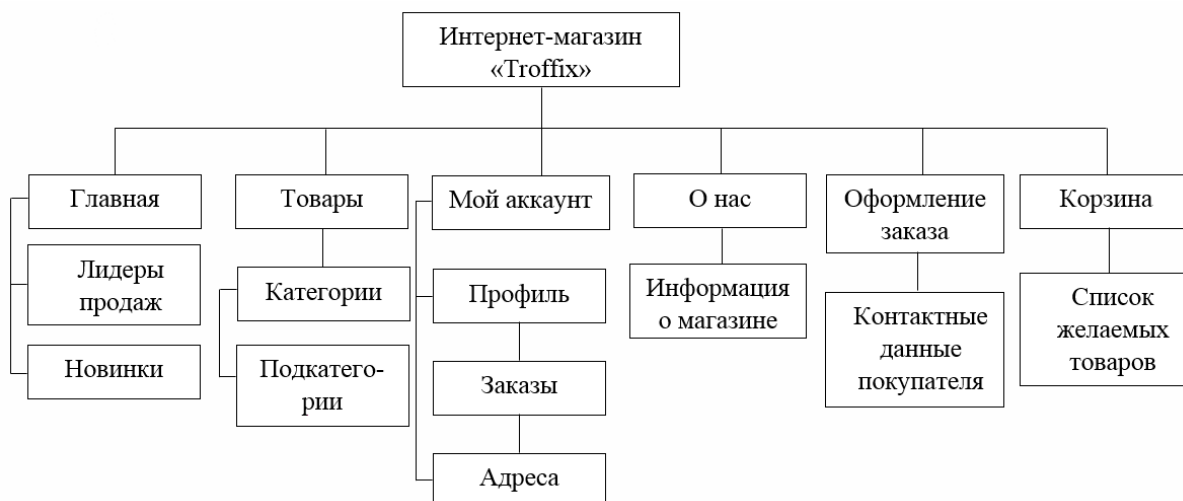 Интернет-магазин
«Troffix»
Главная
Товары
Мой аккаунт
О нас
Оформление
заказа
Корзина
Лидеры
продаж
Категории
Профиль
Информация
о магазине
Контактные
данные
покупателя
Список
желаемых
товаров
Новинки
Подкатего-
рии
Заказы
Адреса